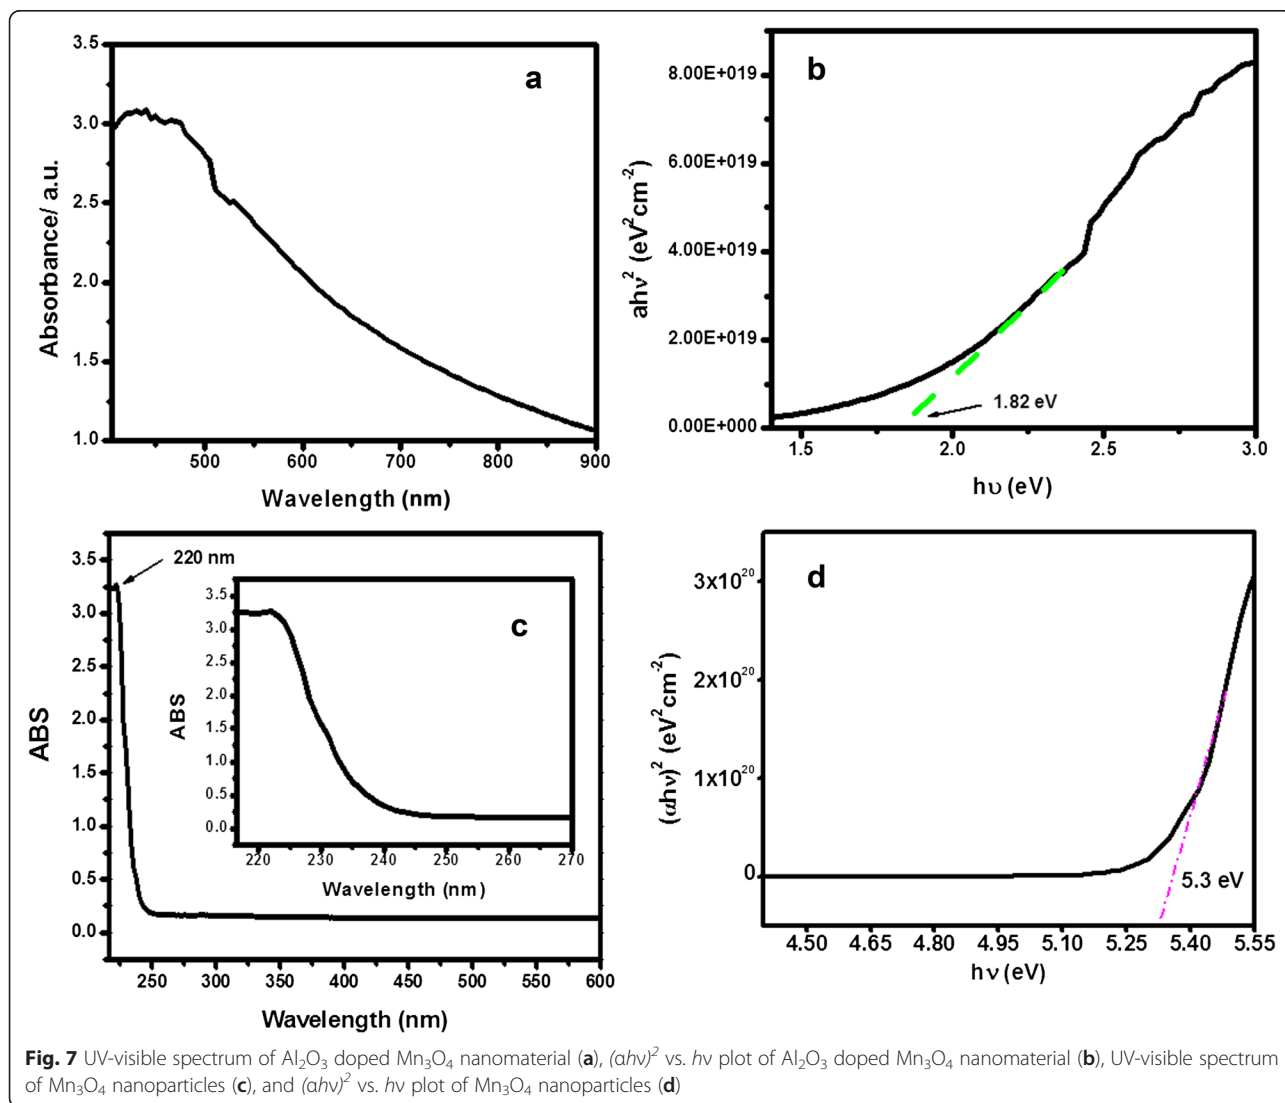 a
3.5
3.0
2.5
2.0
1.5
1.0
Absorbance/ a.u.
500 600 700 800 900
Wavelength (nm)
b
8.00E+019
6.00E+019
4.00E+019
2.00E+019
0.00E+000
ahν² (eV²cm⁻²)
1.82 eV
1.5 2.0 2.5 3.0
hυ (eV)
220 nm
3.5
3.0
2.5
2.0
1.5
1.0
0.5
0.0
ABS
c
3.5
3.0
2.5
2.0
1.5
1.0
0.5
0.0
ABS
220 230 240 250 260 270
Wavelength (nm)
250 300 350 400 450 500 550 600
Wavelength (nm)
d
3x10²⁰
2x10²⁰
1x10²⁰
0
(αhν)² (eV²cm⁻²)
5.3 eV
4.50 4.65 4.80 4.95 5.10 5.25 5.40 5.55
hν (eV)
Fig. 7 UV-visible spectrum of Al₂O₃ doped Mn₃O₄ nanomaterial (a), (αhν)² vs. hν plot of Al₂O₃ doped Mn₃O₄ nanomaterial (b), UV-visible spectrum
of Mn₃O₄ nanoparticles (c), and (αhν)² vs. hν plot of Mn₃O₄ nanoparticles (d)